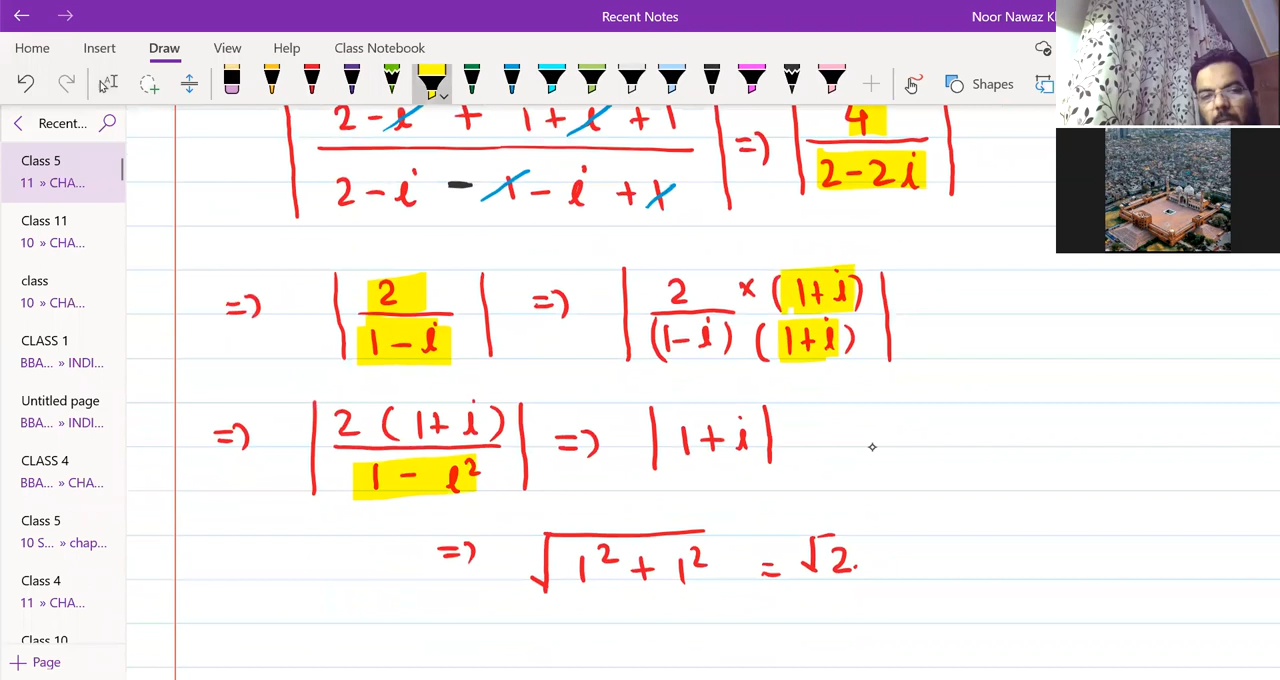 Recent Notes
Noor Nawaz Kh
Home Insert Draw View Help Class Notebook
Shapes
Recent...
Class 5
11 » CHA...
Class 11
10 » CHA...
class
10 » CHA...
CLASS 1
BBA... » INDI...
Untitled page
BBA... » INDI...
CLASS 4
BBA... » CHA...
Class 5
10 S... » chap...
Class 4
11 » CHA...
Class 10
+ Page
| (2 - i + 1 + i + 1) / (2 - i - 1 - i + 1) | => | 4 / (2 - 2i) |
=> | 2 / (1 - i) | => | 2 × (1 + i) / (1 - i) (1 + i) |
=> | 2 (1 + i) / (1 - i²) | => | 1 + i |
=> √(1² + 1²) = √2.